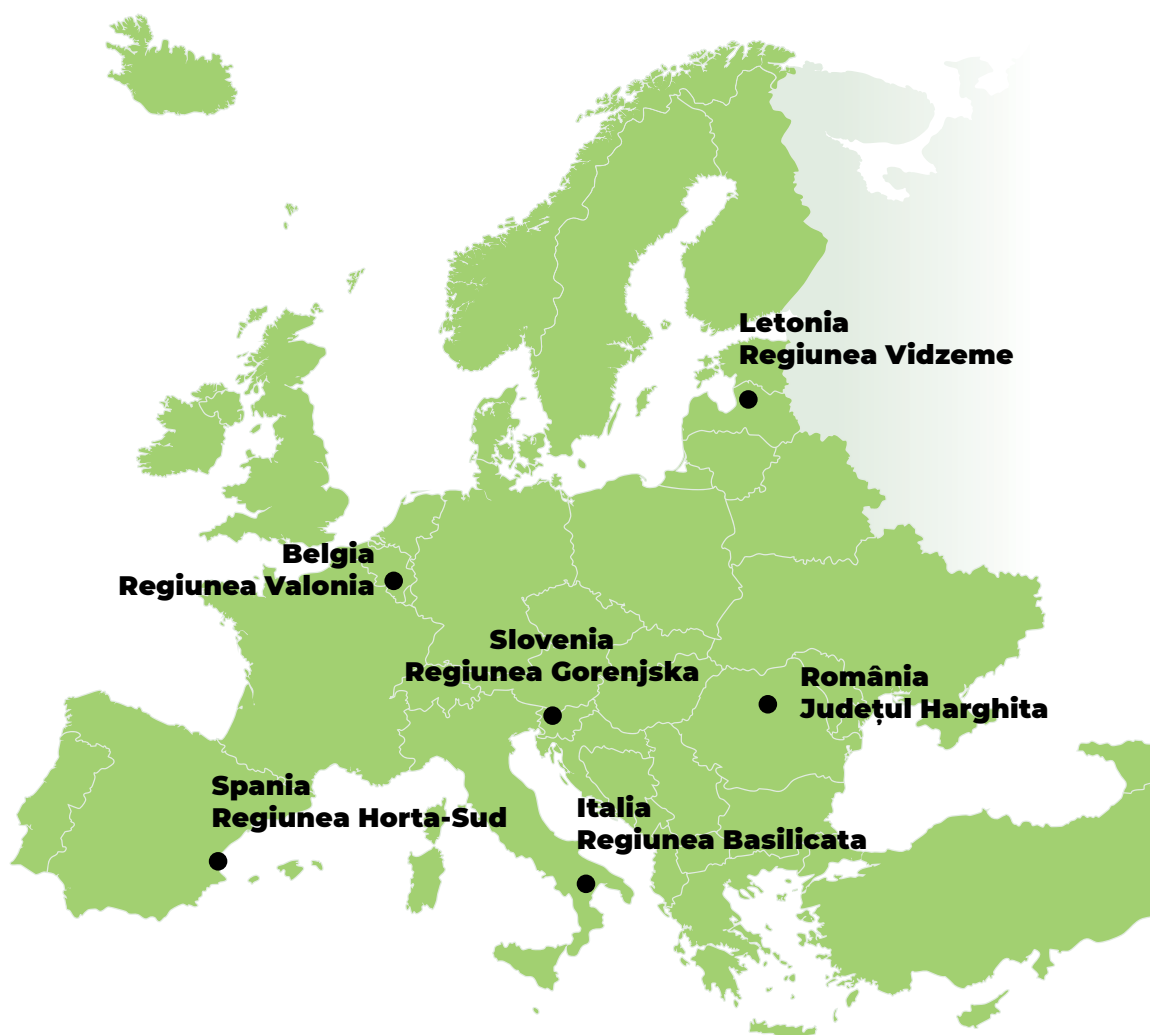 Letonia
Regiunea Vidzeme
Belgia
Regiunea Valonia
Slovenia
Regiunea Gorenjska
România
Județul Harghita
Spania
Regiunea Horta-Sud
Italia
Regiunea Basilicata